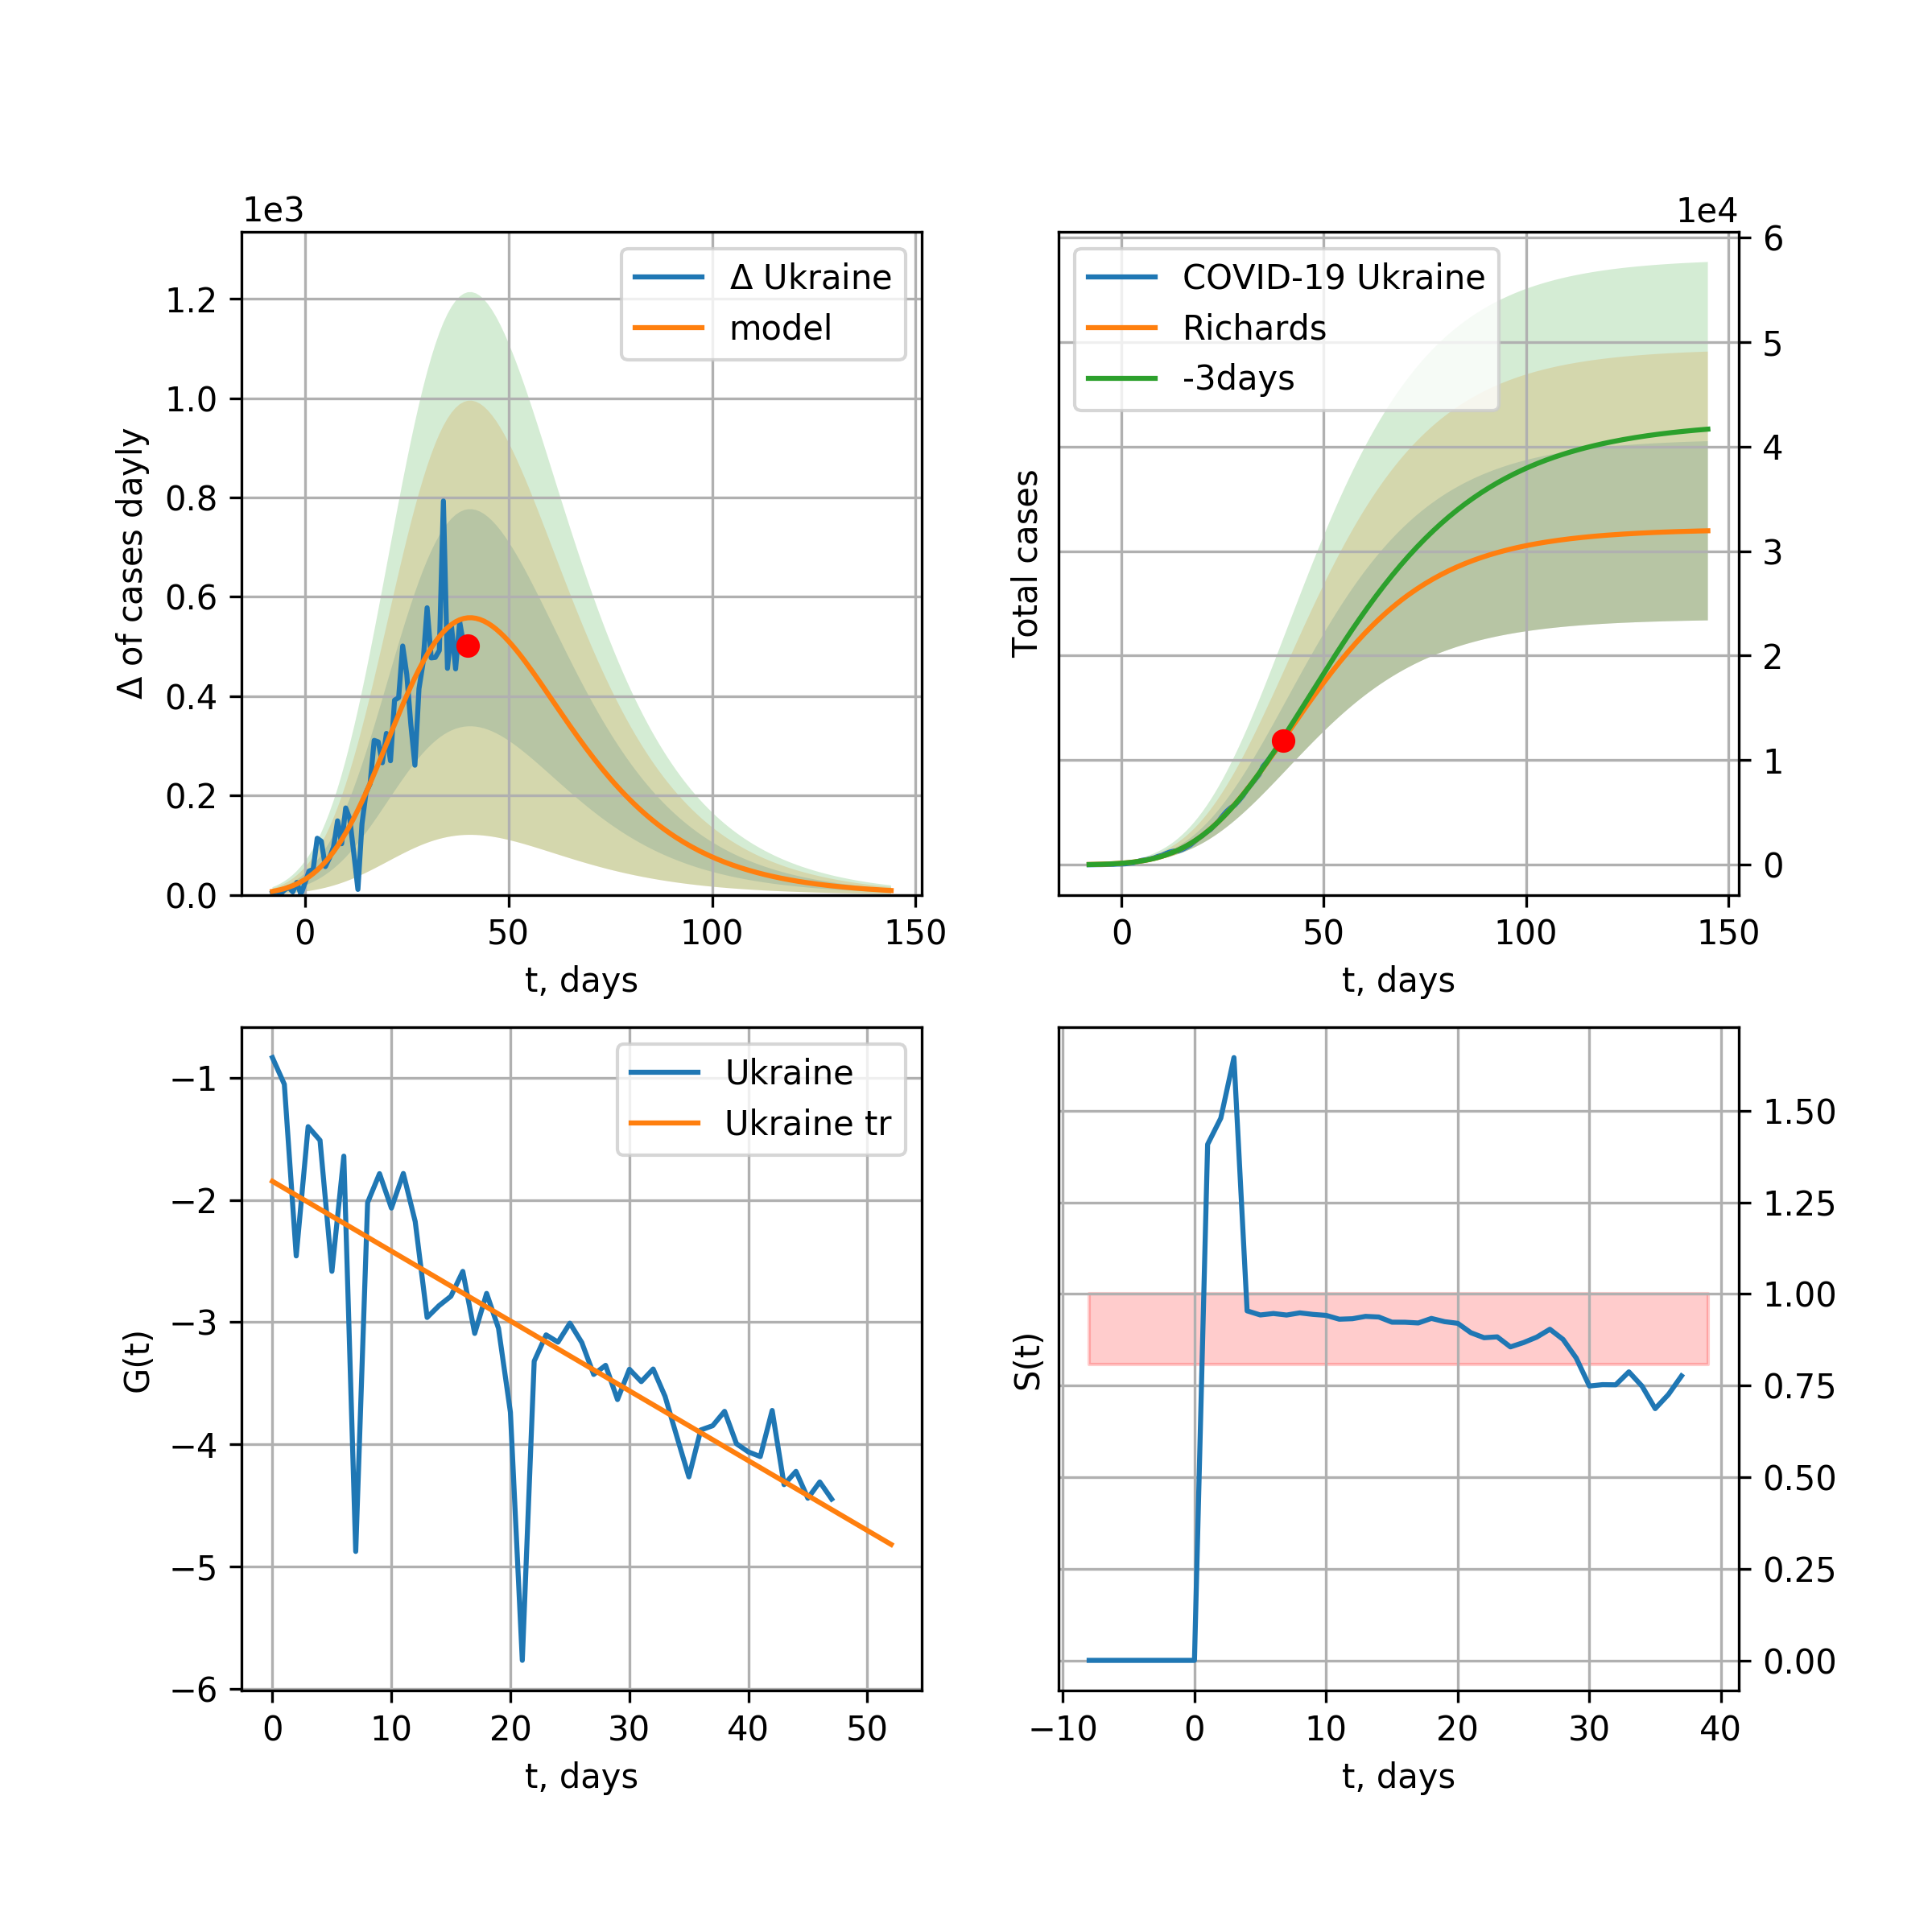 1e3
Δ Ukraine
model
1.2
1.0
0.8
0.6
0.4
0.2
0.0
Δ of cases dayly
0 50 100 150
t, days
1e4
COVID-19 Ukraine
Richards
-3days
6
5
4
3
2
1
0
Total cases
0 50 100 150
t, days
Ukraine
Ukraine tr
−1
−2
−3
−4
−5
−6
G(t)
0 10 20 30 40 50
t, days
1.50
1.25
1.00
0.75
0.50
0.25
0.00
S(t)
−10 0 10 20 30 40
t, days